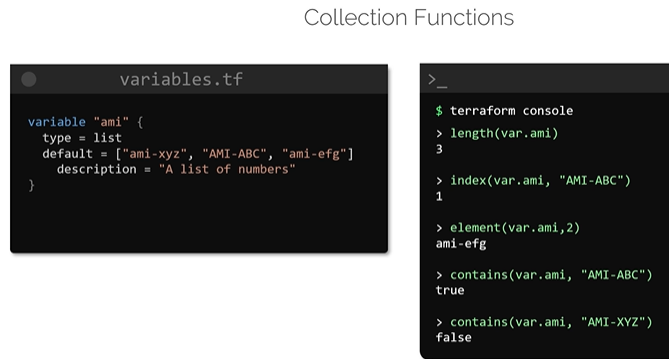 Collection Functions
variables.tf
variable "ami" {
type = list
default = ["ami-xyz", "AMI-ABC", "ami-efg"]
description = "A list of numbers"
}
>_
$ terraform console
> length(var.ami)
3
> index(var.ami, "AMI-ABC")
1
> element(var.ami,2)
ami-efg
> contains(var.ami, "AMI-ABC")
true
> contains(var.ami, "AMI-XYZ")
false